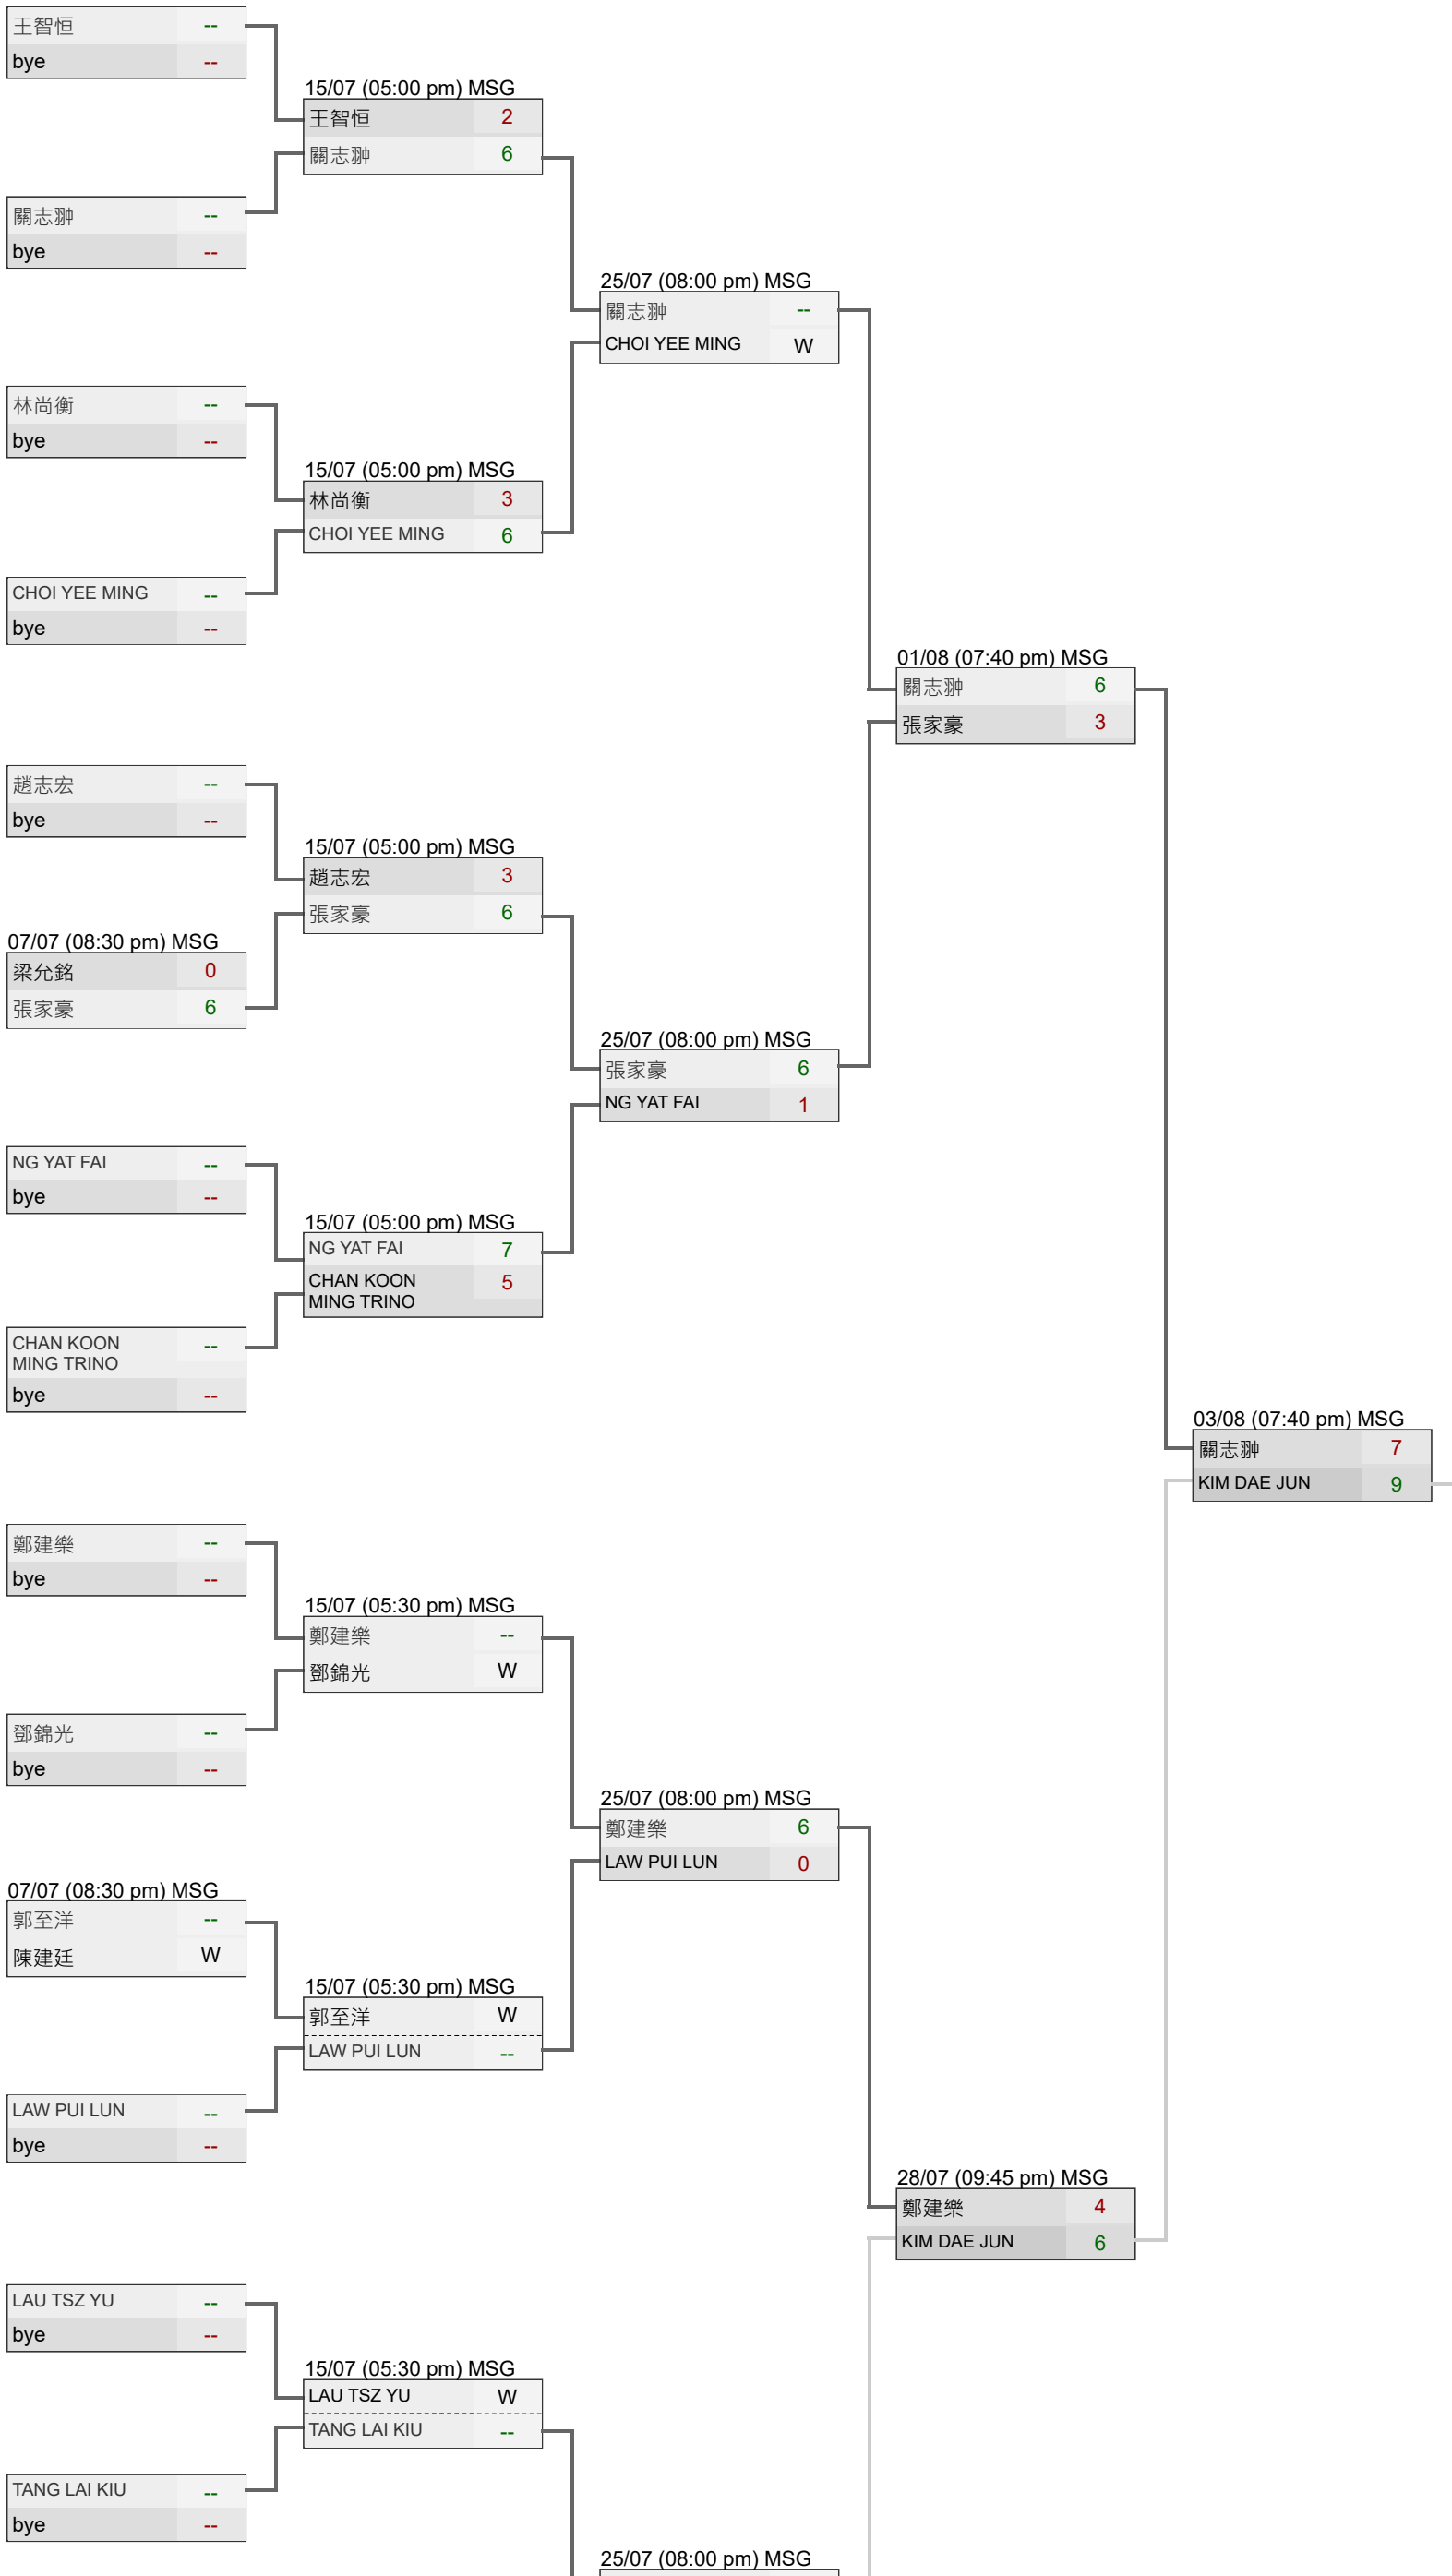 王智恒 --
bye --
15/07 (05:00 pm) MSG
王智恒 2
關志翀 6
關志翀 --
bye --
25/07 (08:00 pm) MSG
關志翀 --
CHOI YEE MING W
林尚衡 --
bye --
15/07 (05:00 pm) MSG
林尚衡 3
CHOI YEE MING 6
CHOI YEE MING --
bye --
01/08 (07:40 pm) MSG
關志翀 6
張家豪 3
趙志宏 --
bye --
15/07 (05:00 pm) MSG
趙志宏 3
張家豪 6
07/07 (08:30 pm) MSG
梁允銘 0
張家豪 6
25/07 (08:00 pm) MSG
張家豪 6
NG YAT FAI 1
NG YAT FAI --
bye --
15/07 (05:00 pm) MSG
NG YAT FAI 7
CHAN KOON 5
MING TRINO
CHAN KOON --
MING TRINO
bye --
03/08 (07:40 pm) MSG
關志翀 7
KIM DAE JUN 9
鄭建樂 --
bye --
15/07 (05:30 pm) MSG
鄭建樂 --
鄧錦光 W
鄧錦光 --
bye --
25/07 (08:00 pm) MSG
鄭建樂 6
LAW PUI LUN 0
07/07 (08:30 pm) MSG
郭至洋 --
陳建廷 W
15/07 (05:30 pm) MSG
郭至洋 W
LAW PUI LUN --
LAW PUI LUN --
bye --
28/07 (09:45 pm) MSG
鄭建樂 4
KIM DAE JUN 6
LAU TSZ YU --
bye --
15/07 (05:30 pm) MSG
LAU TSZ YU W
TANG LAI KIU --
TANG LAI KIU --
bye --
25/07 (08:00 pm) MSG